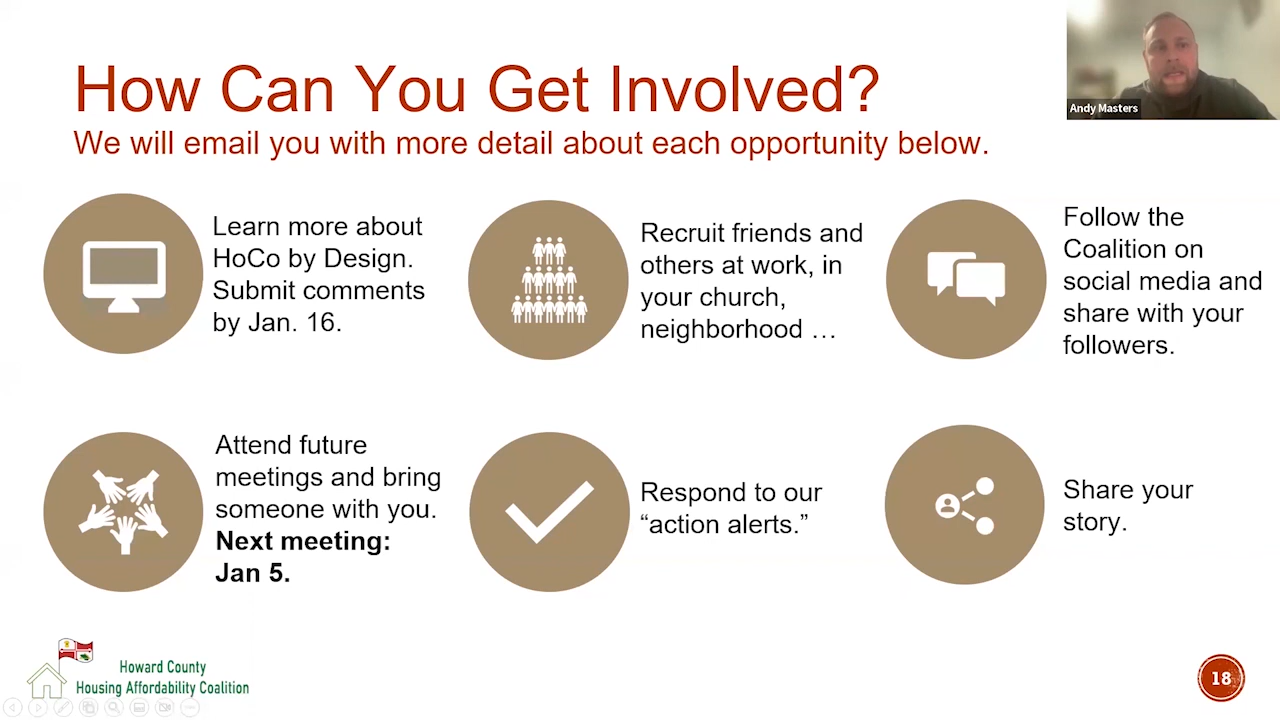 How Can You Get Involved?
We will email you with more detail about each opportunity below.
Andy Masters
Learn more about
HoCo by Design.
Submit comments
by Jan. 16.
Recruit friends and
others at work, in
your church,
neighborhood …
Follow the
Coalition on
social media and
share with your
followers.
Attend future
meetings and bring
someone with you.
Next meeting:
Jan 5.
Respond to our
“action alerts.”
Share your
story.
Howard County
Housing Affordability Coalition
18